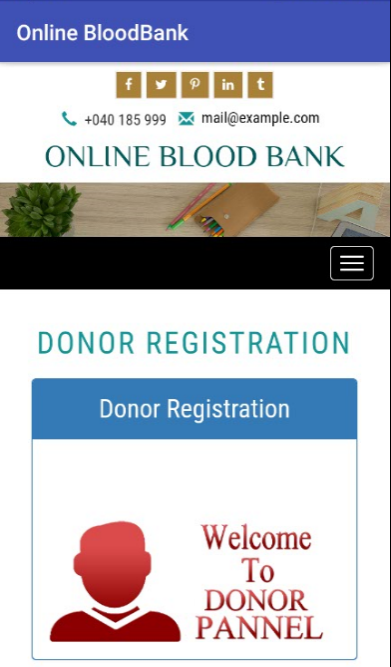 Online BloodBank
+040 185 999 mail@example.com
ONLINE BLOOD BANK
DONOR REGISTRATION
Donor Registration
Welcome
To
DONOR
PANNEL